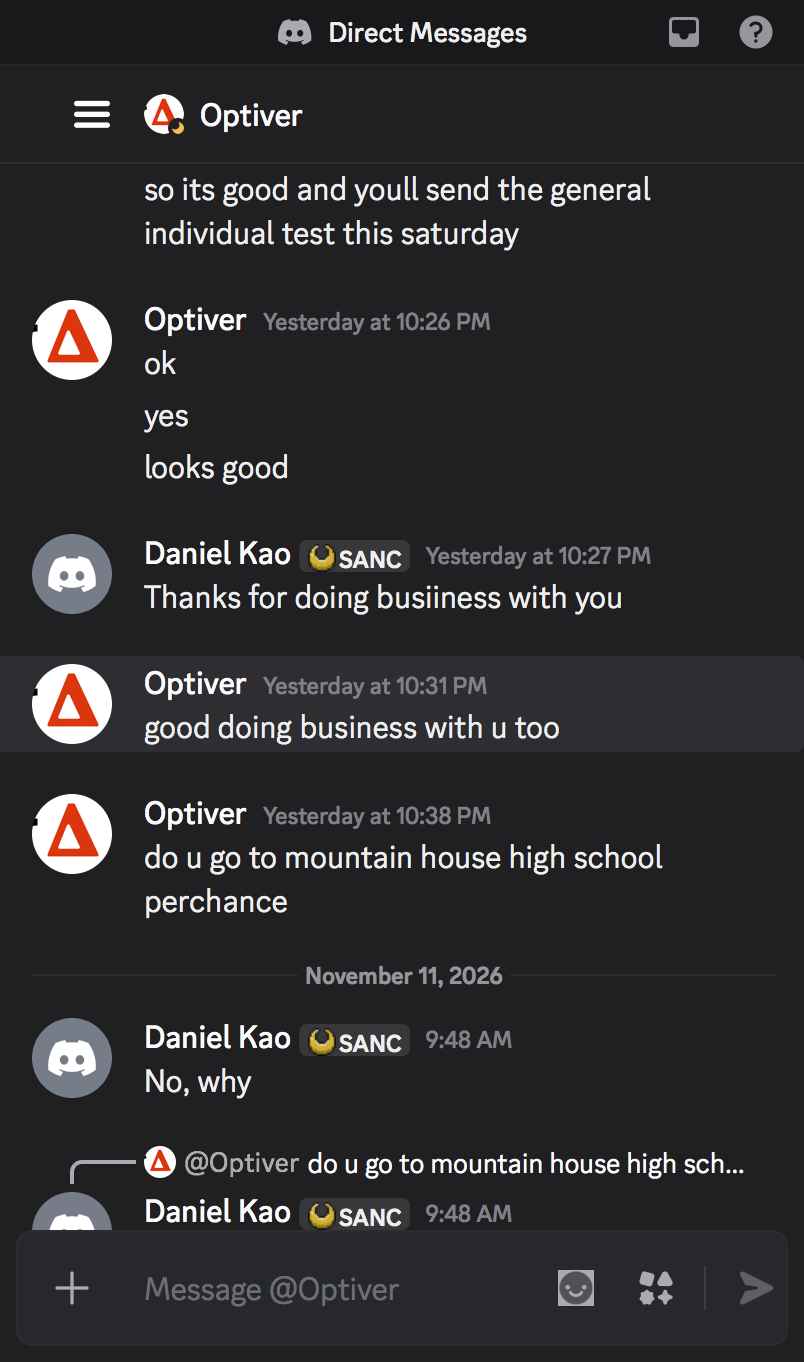 Direct Messages
Optiver
so its good and youll send the general
individual test this saturday
Optiver Yesterday at 10:26 PM
ok
yes
looks good
Daniel Kao SANC Yesterday at 10:27 PM
Thanks for doing busiiness with you
Optiver Yesterday at 10:31 PM
good doing business with u too
Optiver Yesterday at 10:38 PM
do u go to mountain house high school
perchance
November 11, 2026
Daniel Kao SANC 9:48 AM
No, why
@Optiver do u go to mountain house high sch...
Daniel Kao SANC 9:48 AM
Message @Optiver